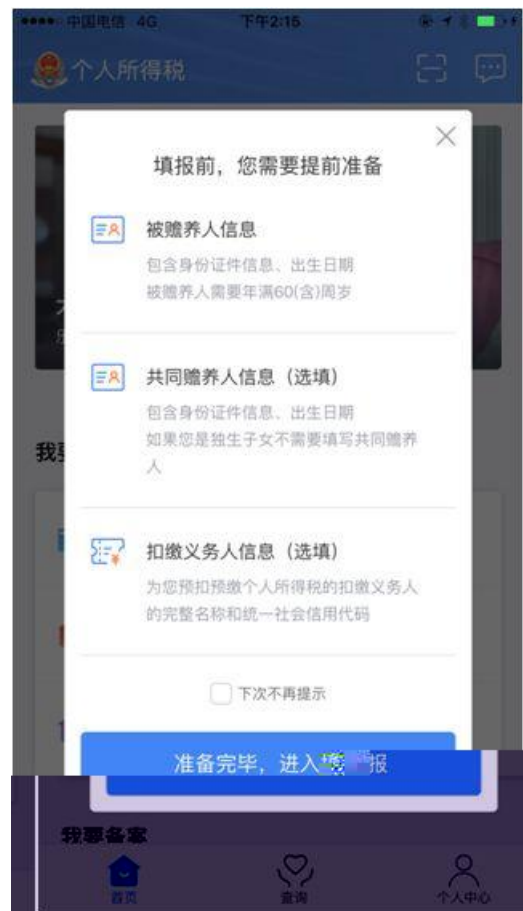 中国电信 4G 下午2:15
个人所得税
填报前，您需要提前准备
被赡养人信息
包含身份证件信息、出生日期
被赡养人需要年满60(含)周岁
共同赡养人信息（选填）
包含身份证件信息、出生日期
如果您是独生子女不需要填写共同赡养
人
我要
扣缴义务人信息（选填）
为您预扣预缴个人所得税的扣缴义务人
的完整名称和统一社会信用代码
下次不再提示
准备完毕，进入填报
我要备案
首页 查询 个人中心